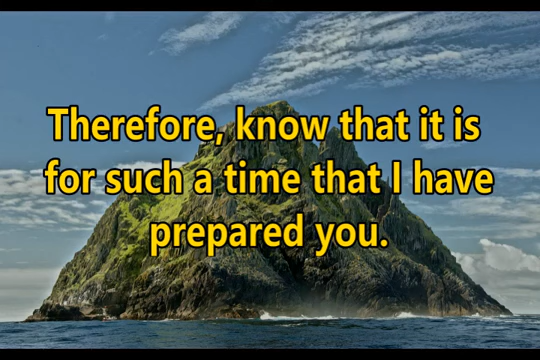 Therefore, know that it is
for such a time that I have
prepared you.